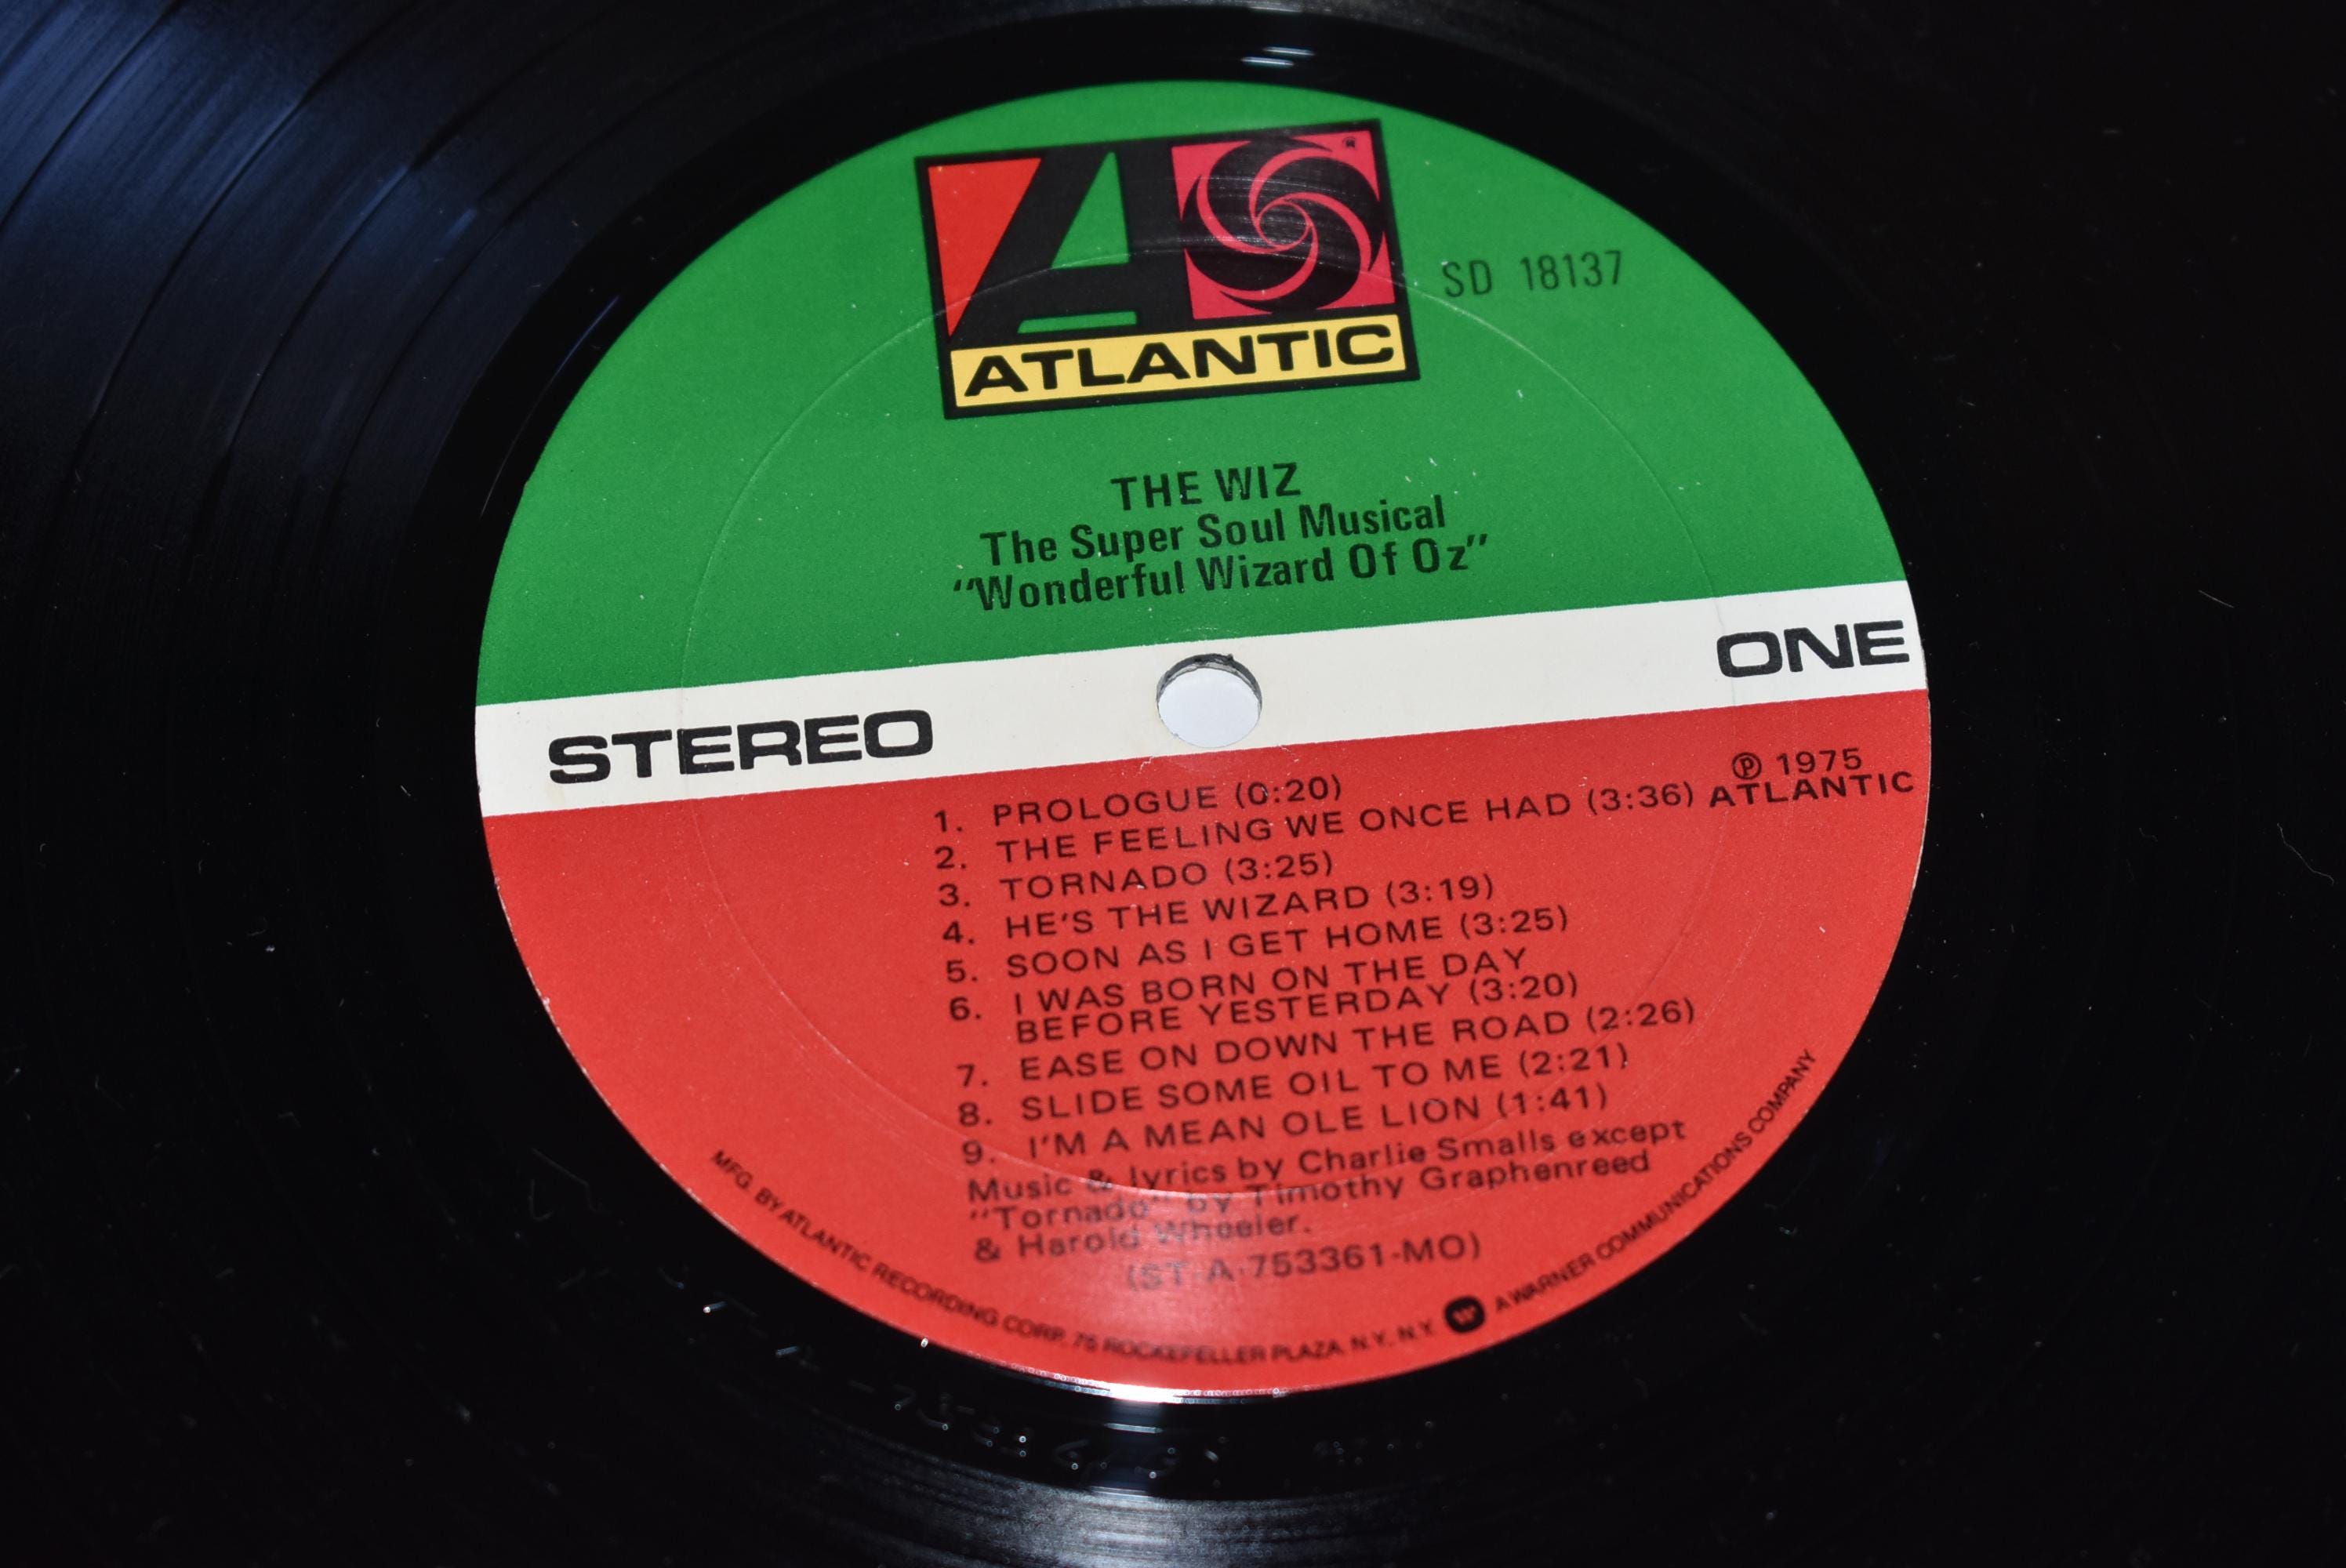 ATLANTIC
SD 18137
THE WIZ
The Super Soul Musical
"Wonderful Wizard Of Oz"
STEREO
ONE
℗ 1975
ATLANTIC
1. PROLOGUE (0:20)
2. THE FEELING WE ONCE HAD (3:36)
3. TORNADO (3:25)
4. HE'S THE WIZARD (3:19)
5. SOON AS I GET HOME (3:25)
6. I WAS BORN ON THE DAY
BEFORE YESTERDAY (3:20)
7. EASE ON DOWN THE ROAD (2:26)
8. SLIDE SOME OIL TO ME (2:21)
9. I'M A MEAN OLE LION (1:41)
Music & lyrics by Charlie Smalls except
"Tornado" by Timothy Graphenreed
& Harold Wheeler.
(ST-A-753361-MO)
MFG. BY ATLANTIC RECORDING CORP. 75 ROCKEFELLER PLAZA, N.Y., N.Y. A WARNER COMMUNICATIONS COMPANY